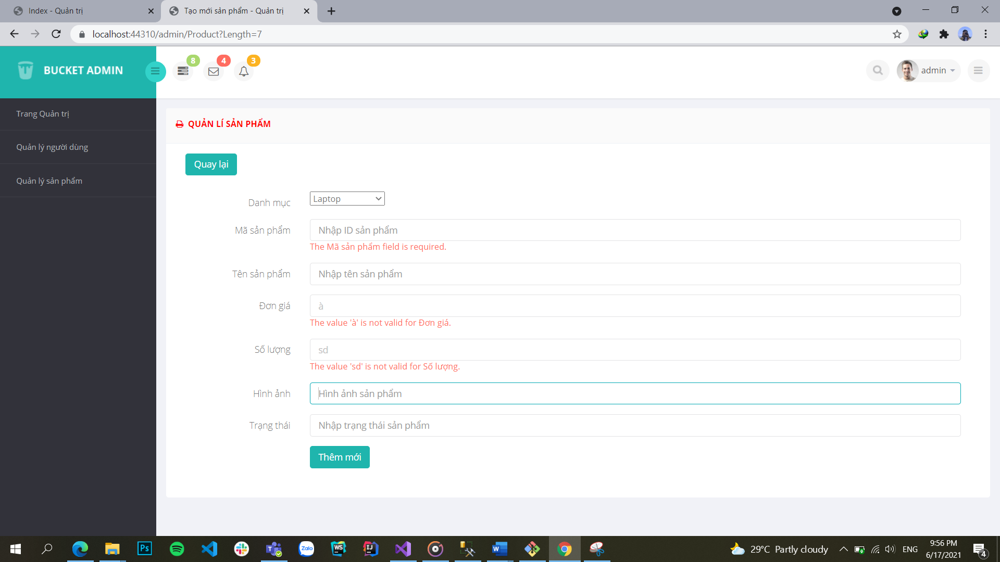 Index - Quản trị
Tạo mới sản phẩm - Quản trị
localhost:44310/admin/Product?Length=7
BUCKET ADMIN
8
4
3
admin
Trang Quản trị
Quản lý người dùng
Quản lý sản phẩm
QUẢN LÍ SẢN PHẨM
Quay lại
Danh mục
Laptop
Mã sản phẩm
Nhập ID sản phẩm
The Mã sản phẩm field is required.
Tên sản phẩm
Nhập tên sản phẩm
Đơn giá
à
The value 'à' is not valid for Đơn giá.
Số lượng
sd
The value 'sd' is not valid for Số lượng.
Hình ảnh
Hình ảnh sản phẩm
Trạng thái
Nhập trạng thái sản phẩm
Thêm mới
Ps
T
Zalo
WS
IJ
W
29°C Partly cloudy
ENG
9:56 PM
6/17/2021
4